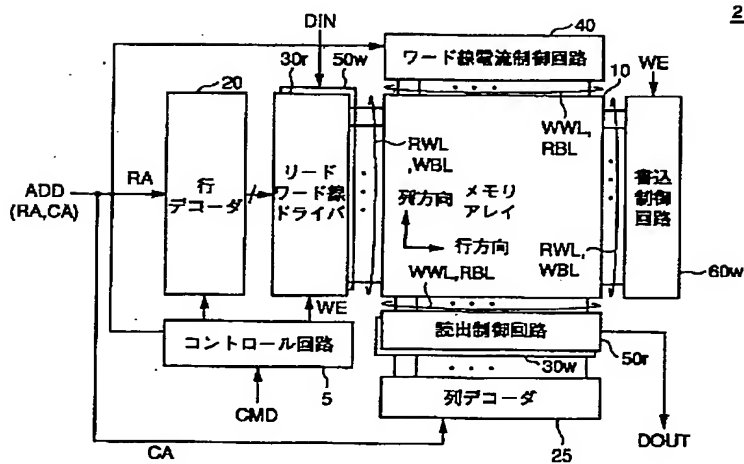 2
DIN
40
30r
50w
ワード線電流制御回路
10
WE
20
WWL,
RBL
RWL
,WBL
ADD
(RA,CA)
RA
行
デコーダ
リード
ワード線
ドライバ
列方向
メモリ
アレイ
行方向
書込
制御
回路
RWL,
WBL
WWL,RBL
60w
WE
コントロール回路
読出制御回路
50r
30w
5
CMD
列デコーダ
CA
25
DOUT